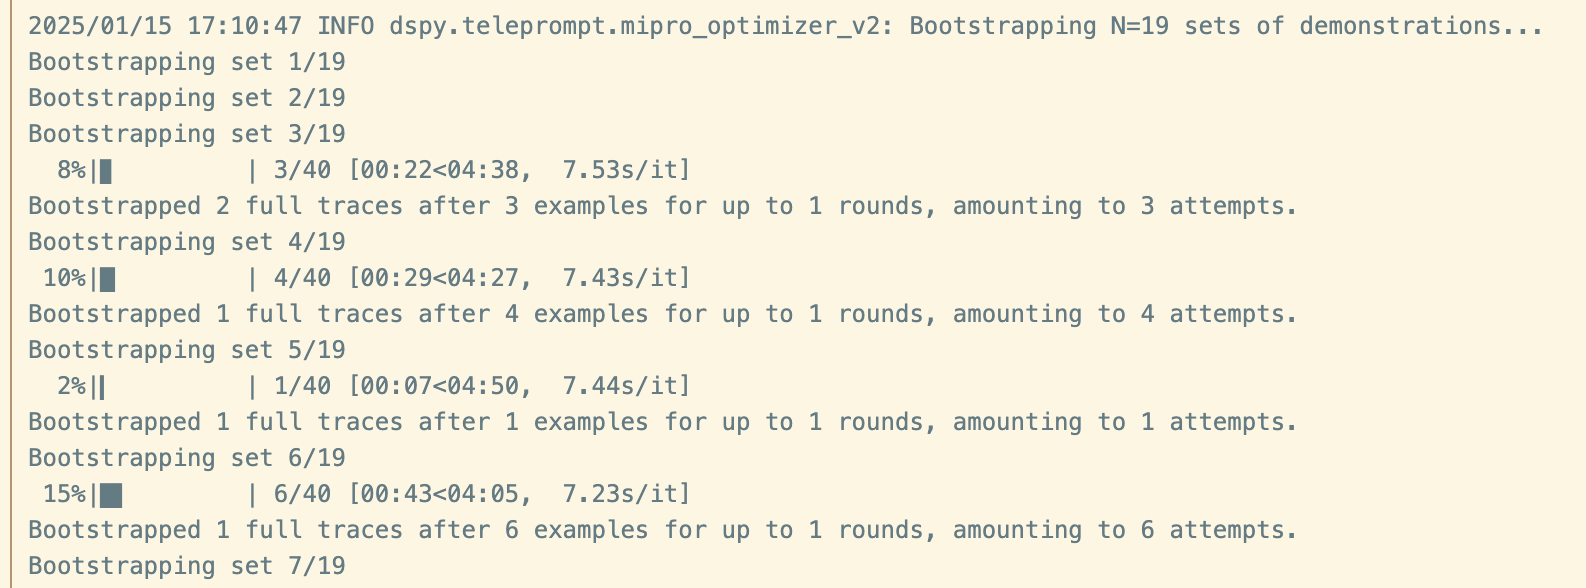 2025/01/15 17:10:47 INFO dspy.teleprompt.mipro_optimizer_v2: Bootstrapping N=19 sets of demonstrations...
Bootstrapping set 1/19
Bootstrapping set 2/19
Bootstrapping set 3/19
  8%|█         | 3/40 [00:22<04:38,  7.53s/it]
Bootstrapped 2 full traces after 3 examples for up to 1 rounds, amounting to 3 attempts.
Bootstrapping set 4/19
 10%|█         | 4/40 [00:29<04:27,  7.43s/it]
Bootstrapped 1 full traces after 4 examples for up to 1 rounds, amounting to 4 attempts.
Bootstrapping set 5/19
  2%|▎         | 1/40 [00:07<04:50,  7.44s/it]
Bootstrapped 1 full traces after 1 examples for up to 1 rounds, amounting to 1 attempts.
Bootstrapping set 6/19
 15%|█▌        | 6/40 [00:43<04:05,  7.23s/it]
Bootstrapped 1 full traces after 6 examples for up to 1 rounds, amounting to 6 attempts.
Bootstrapping set 7/19